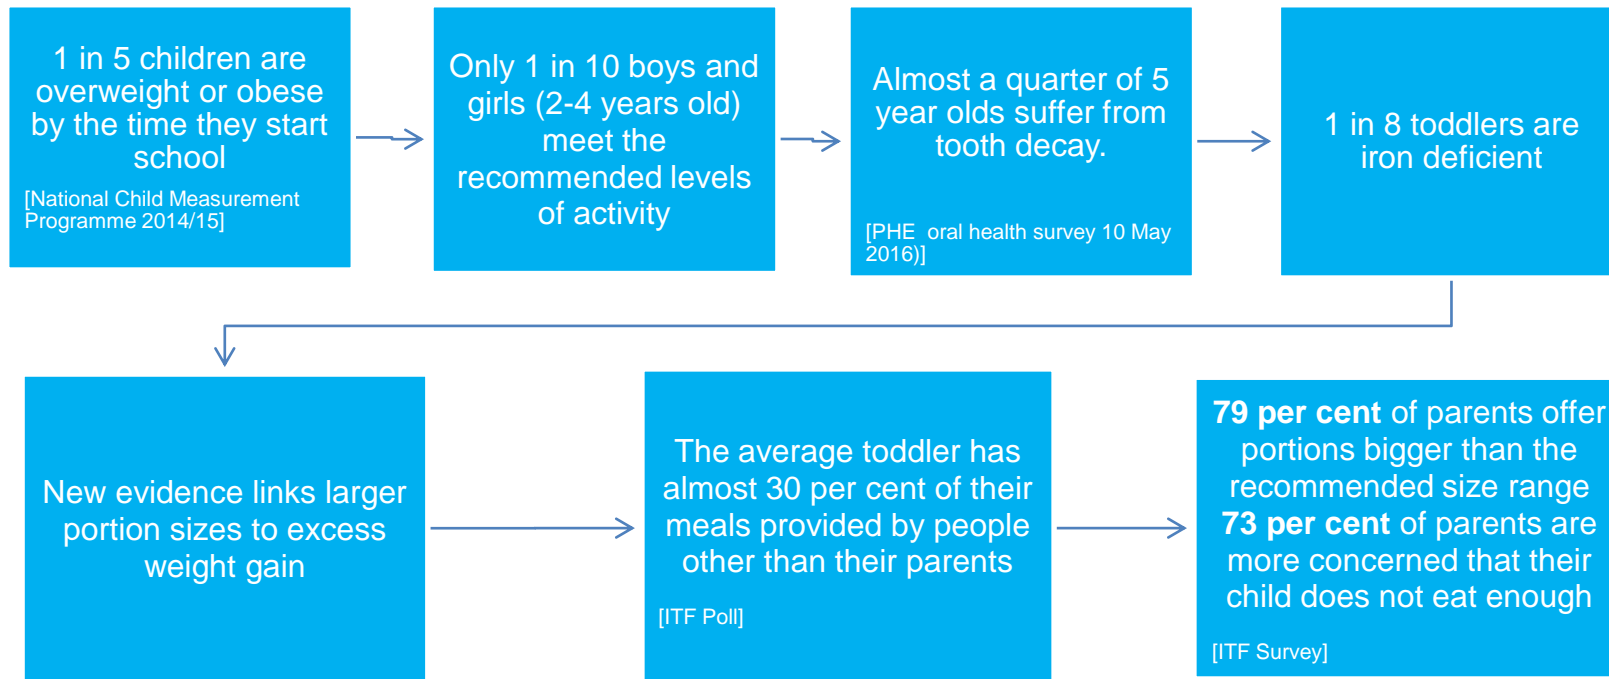 1 in 5 children are
overweight or obese
by the time they start
school
[National Child Measurement
Programme 2014/15]
Only 1 in 10 boys and
girls (2-4 years old)
meet the
recommended levels
of activity
Almost a quarter of 5
year olds suffer from
tooth decay.
[PHE  oral health survey 10 May
2016)]
1 in 8 toddlers are
iron deficient
New evidence links larger
portion sizes to excess
weight gain
The average toddler has
almost 30 per cent of their
meals provided by people
other than their parents
[ITF Poll]
79 per cent of parents offer
portions bigger than the
recommended size range
73 per cent of parents are
more concerned that their
child does not eat enough
[ITF Survey]